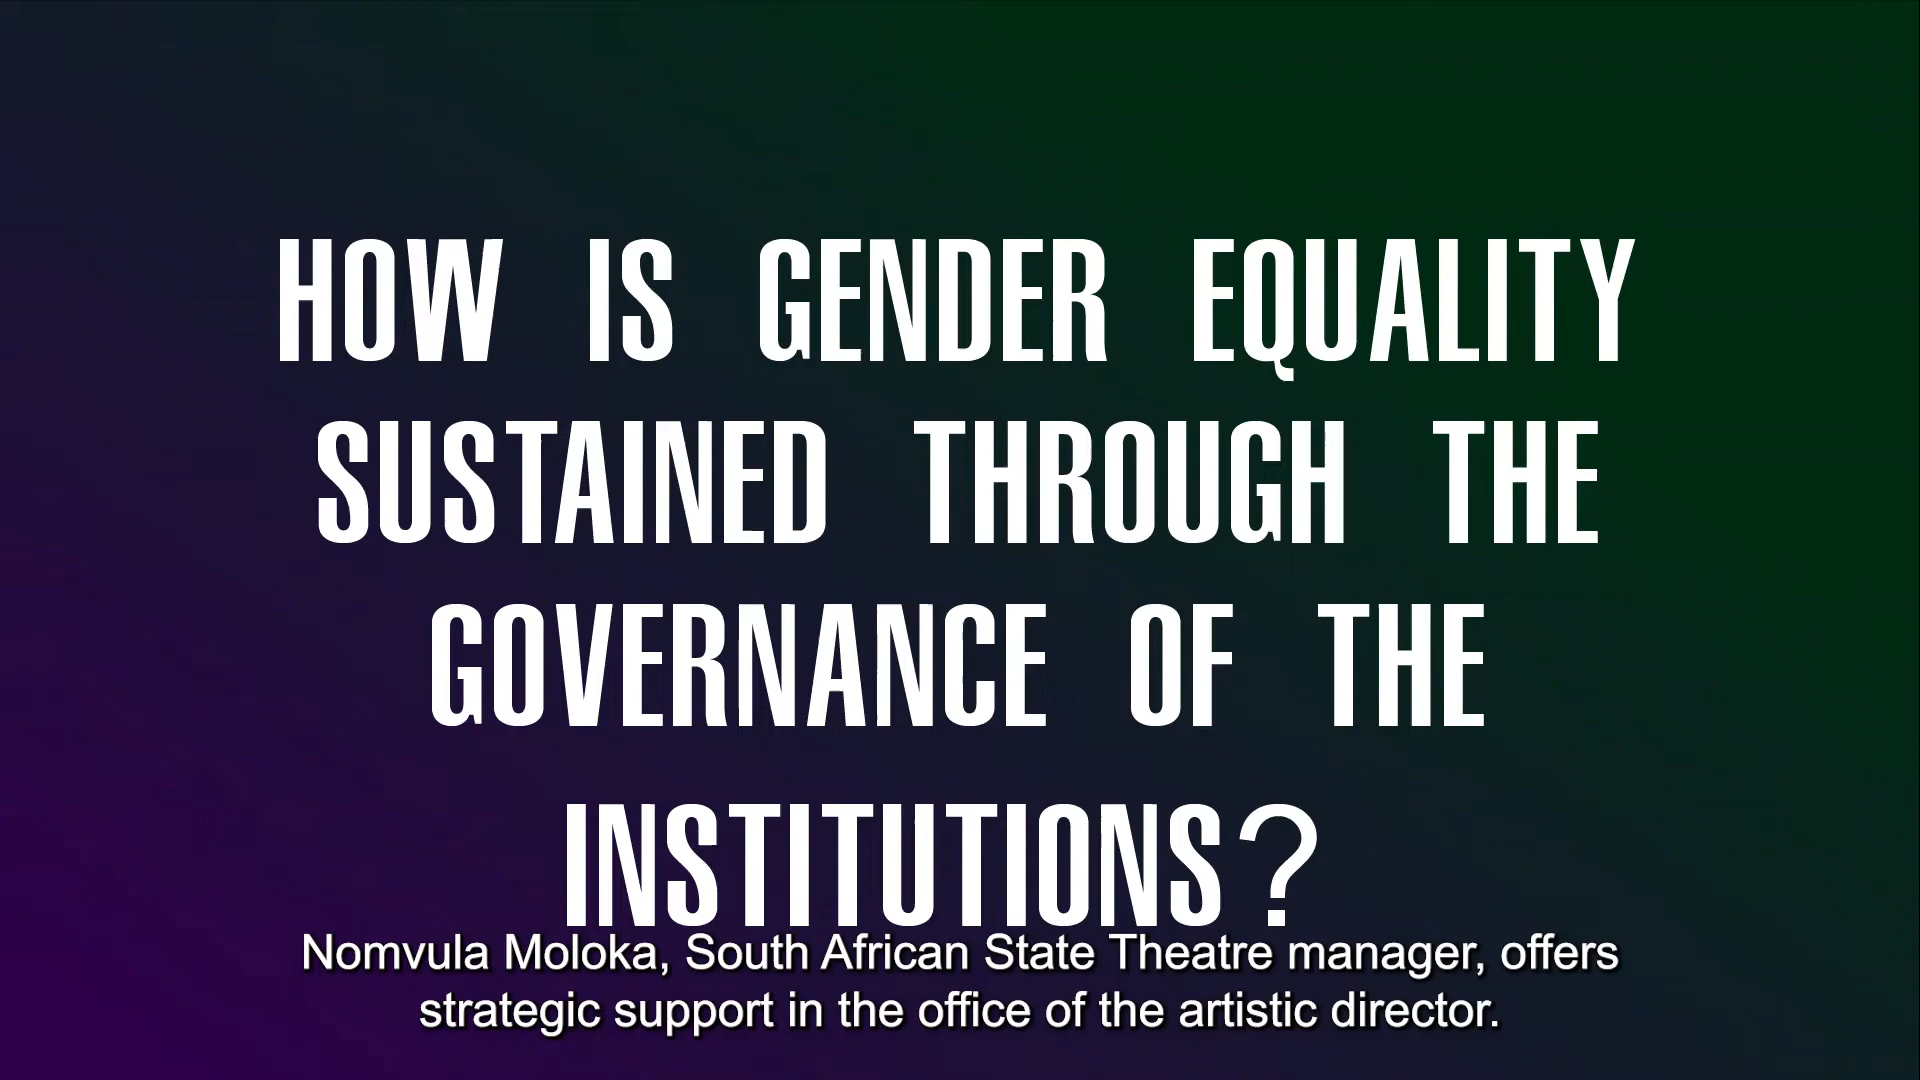 HOW IS GENDER EQUALITY
SUSTAINED THROUGH THE
GOVERNANCE OF THE
INSTITUTIONS?
Nomvula Moloka, South African State Theatre manager, offers
strategic support in the office of the artistic director.